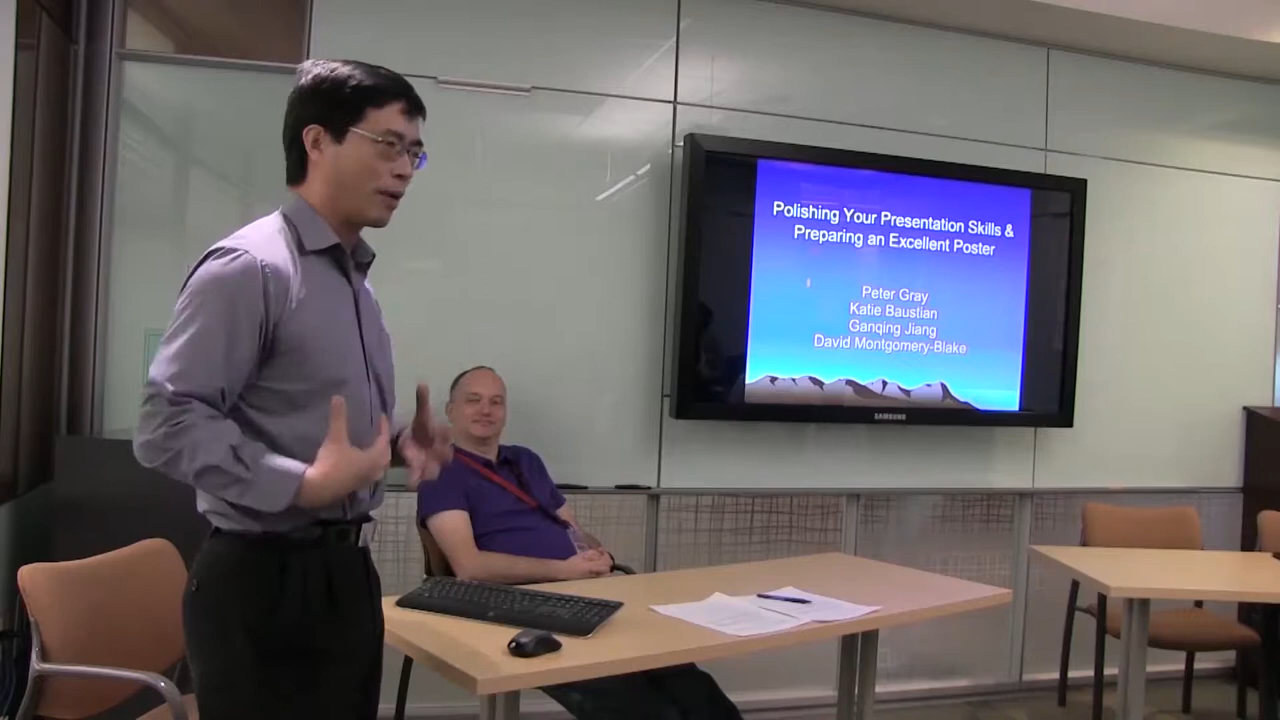 Polishing Your Presentation Skills &
Preparing an Excellent Poster
Peter Gray
Katie Baustian
Ganqing Jiang
David Montgomery-Blake
SAMSUNG